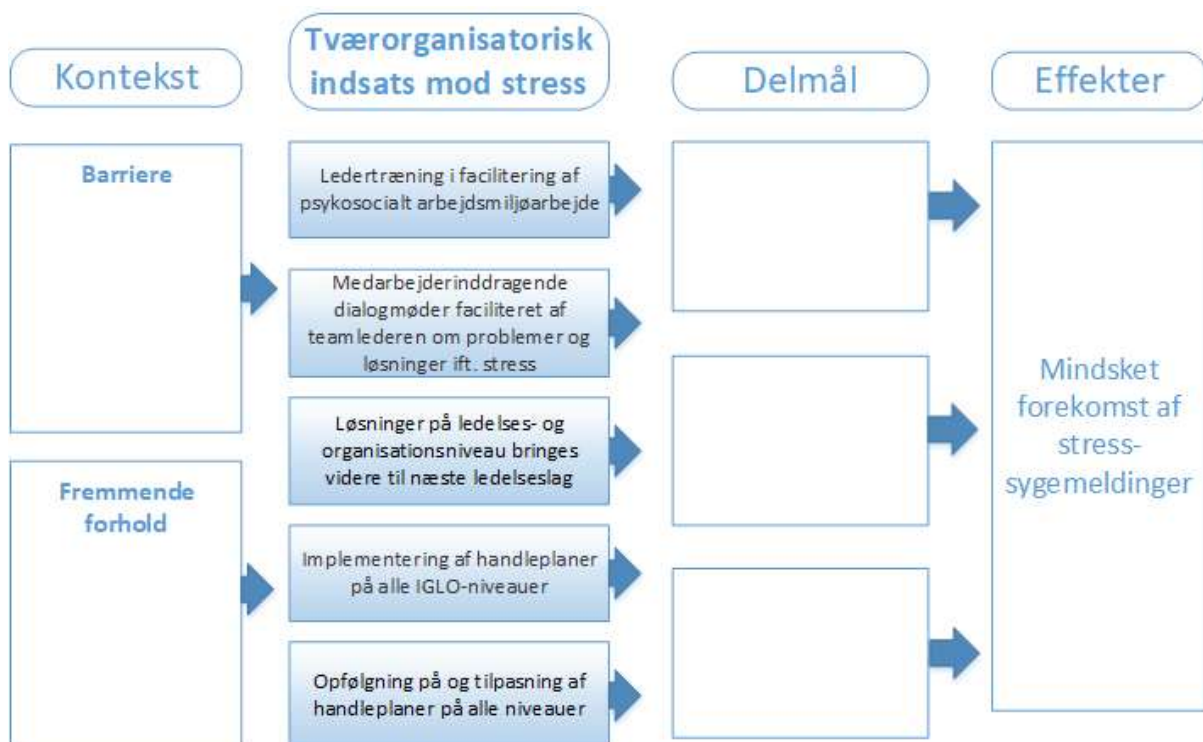 Kontekst
Tværorganisatorisk
indsats mod stress
Delmål
Effekter
Barriere
Fremmende
forhold
Ledertræning i facilitering af
psykosocialt arbejdsmiljøarbejde
Medarbejderinddragende
dialogmøder faciliteret af
teamlederen om problemer og
løsninger ift. stress
Løsninger på ledelses- og
organisationsniveau bringes
videre til næste ledelseslag
Implementering af handleplaner
på alle IGLO-niveauer
Opfølgning på og tilpasning af
handleplaner på alle niveauer
Mindsket
forekomst af
stress-
sygemeldinger